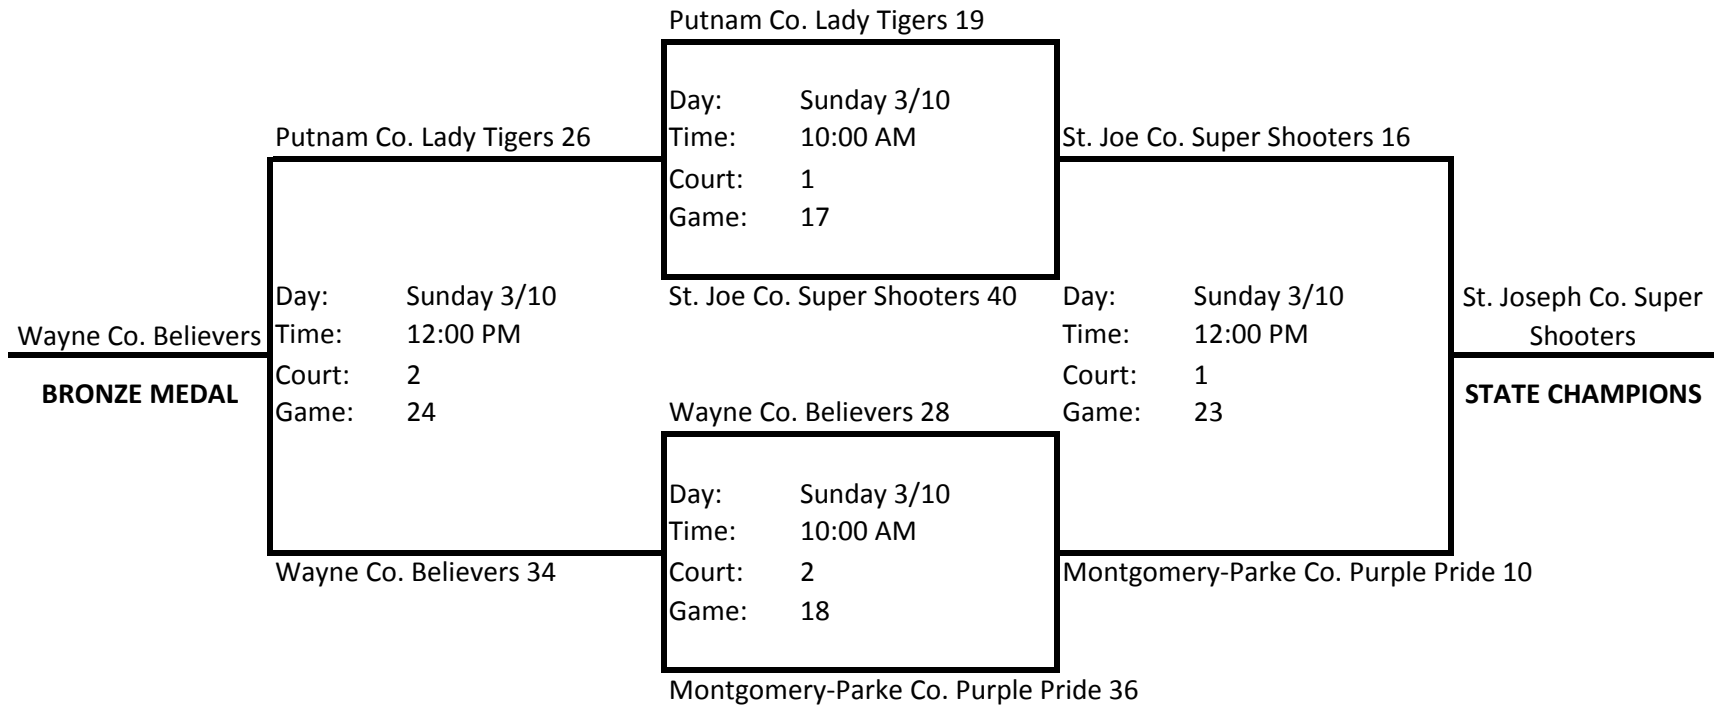 Putnam Co. Lady Tigers 19
Day: Sunday 3/10
Time: 10:00 AM
Court: 1
Game: 17
St. Joe Co. Super Shooters 40
Putnam Co. Lady Tigers 26
Day: Sunday 3/10
Time: 12:00 PM
Court: 2
Game: 24
Wayne Co. Believers 34
Wayne Co. Believers
BRONZE MEDAL
Wayne Co. Believers 28
Day: Sunday 3/10
Time: 10:00 AM
Court: 2
Game: 18
Montgomery-Parke Co. Purple Pride 36
St. Joe Co. Super Shooters 16
Day: Sunday 3/10
Time: 12:00 PM
Court: 1
Game: 23
Montgomery-Parke Co. Purple Pride 10
St. Joseph Co. Super
Shooters
STATE CHAMPIONS